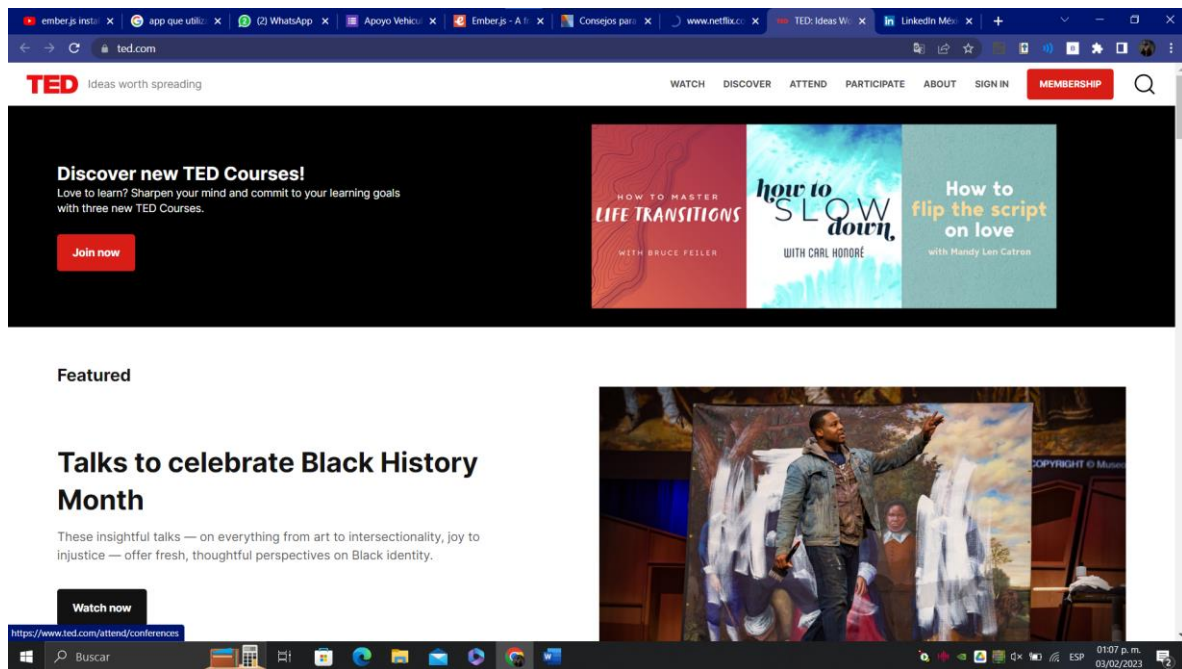 ember.js instal
app que utiliz
(2) WhatsApp
Apoyo Vehicul
Ember.js - A fr
Consejos para
www.netflix.co
TED: Ideas Wo
LinkedIn Méxi
ted.com
TED Ideas worth spreading
WATCH DISCOVER ATTEND PARTICIPATE ABOUT SIGN IN MEMBERSHIP
Discover new TED Courses!
Love to learn? Sharpen your mind and commit to your learning goals
with three new TED Courses.
Join now
HOW TO MASTER
LIFE TRANSITIONS
WITH BRUCE FEILER
how to
SLOW
down
WITH CARL HONORÉ
How to
flip the script
on love
with Mandy Len Catron
Featured
Talks to celebrate Black History
Month
These insightful talks — on everything from art to intersectionality, joy to
injustice — offer fresh, thoughtful perspectives on Black identity.
Watch now
COPYRIGHT © Museo
https://www.ted.com/attend/conferences
Buscar
ESP
01:07 p. m.
03/02/2023
2